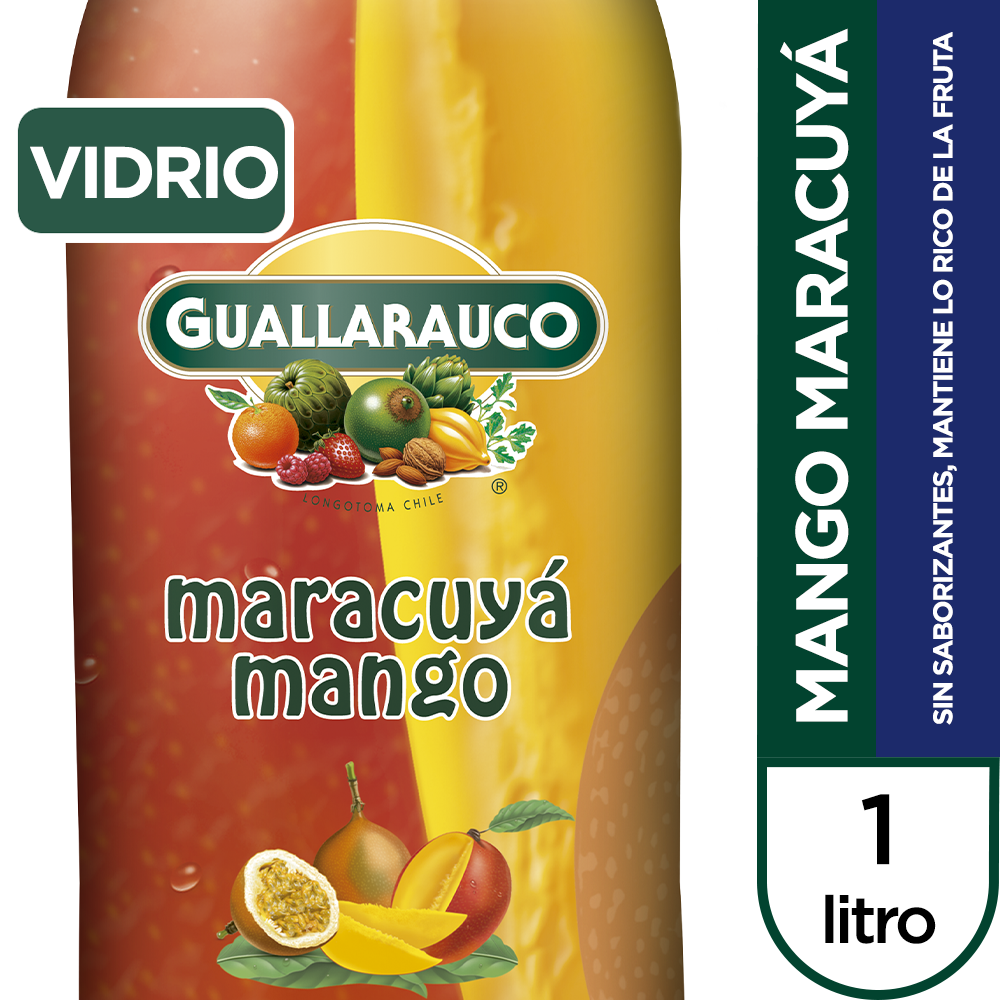 VIDRIO
GUALLARAUCO
LONGOTOMA CHILE ®
maracuyá
mango
MANGO MARACUYÁ
SIN SABORIZANTES, MANTIENE LO RICO DE LA FRUTA
1
litro